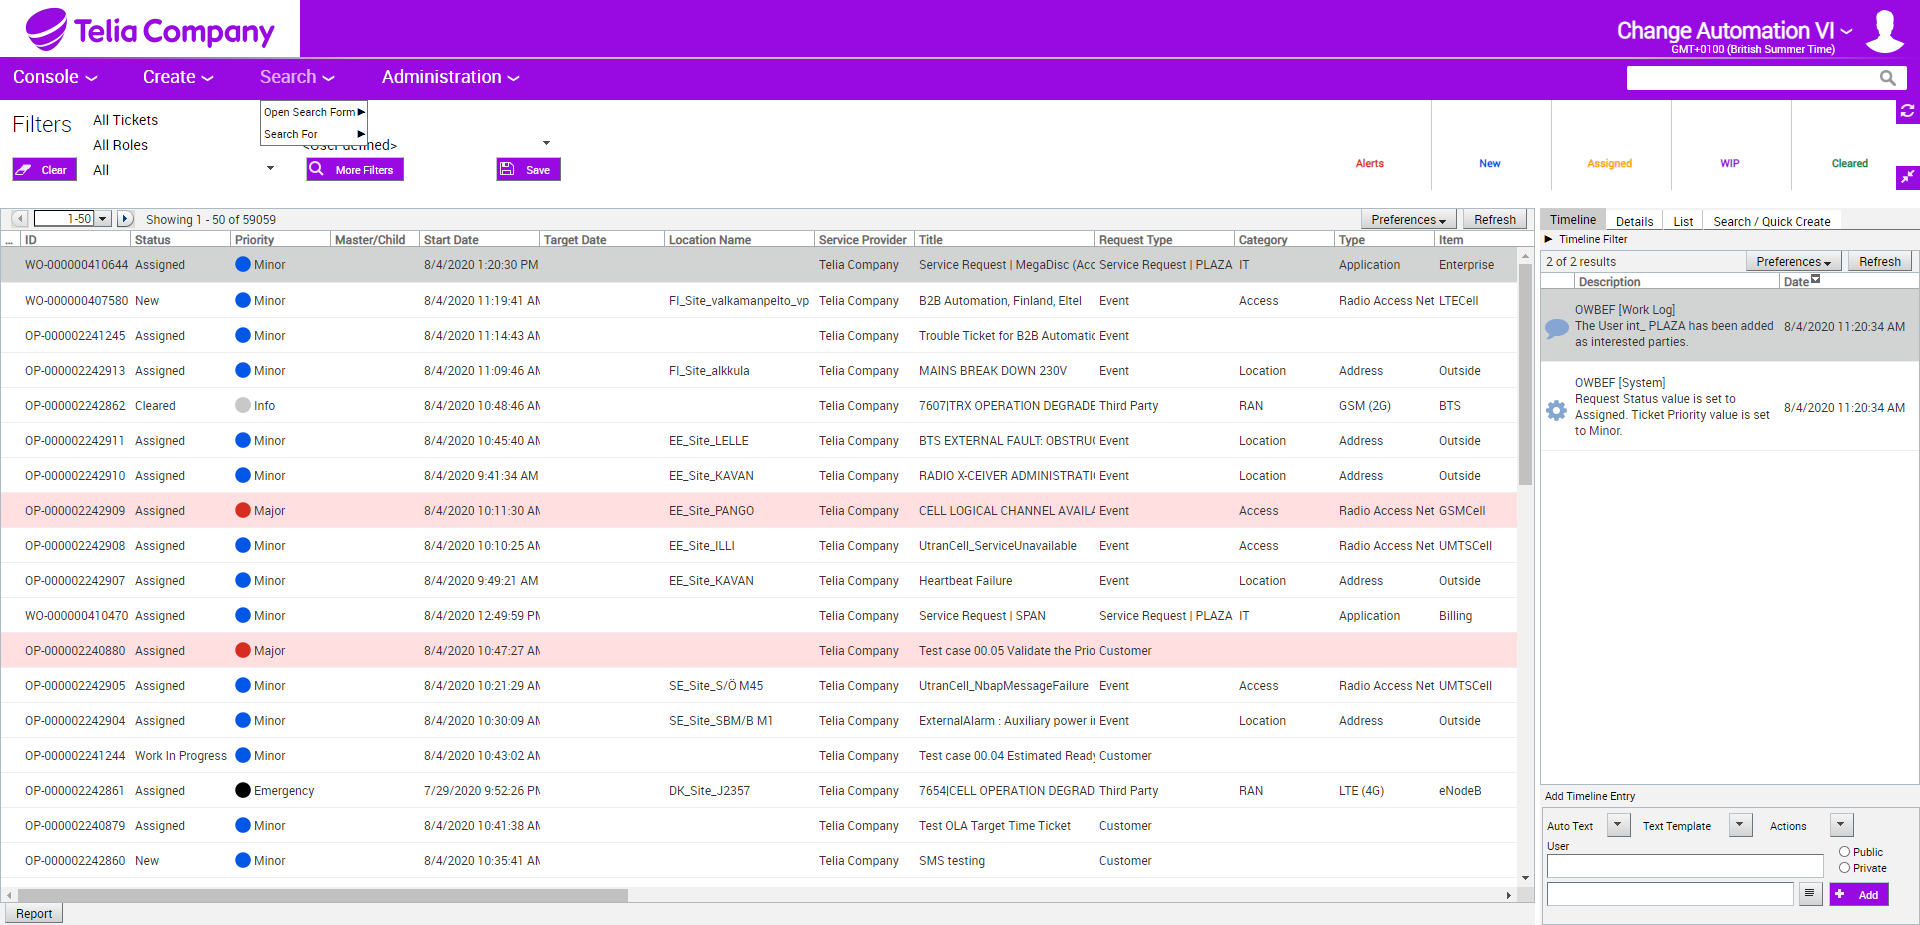 Telia Company
Change Automation VI
GMT+0100 (British Summer Time)
Console Create Search Administration
Open Search Form
Search For
Filters
All Tickets
All Roles
<User defined>
Clear All More Filters Save
Alerts New Assigned WIP Cleared
1-50 Showing 1 - 50 of 59059 Preferences Refresh
... ID Status Priority Master/Child Start Date Target Date Location Name Service Provider Title Request Type Category Type Item
WO-000000410644 Assigned Minor 8/4/2020 1:20:30 PM Telia Company Service Request | MegaDisc (Acc Service Request | PLAZA IT Application Enterprise
WO-000000407580 New Minor 8/4/2020 11:19:41 AM FI_Site_valkamanpelto_vp Telia Company B2B Automation, Finland, Eltel Event Access Radio Access Net LTECell
OP-000002241245 Assigned Minor 8/4/2020 11:14:43 AM Telia Company Trouble Ticket for B2B Automatic Event
OP-000002242913 Assigned Minor 8/4/2020 11:09:46 AM FI_Site_alkkula Telia Company MAINS BREAK DOWN 230V Event Location Address Outside
OP-000002242862 Cleared Info 8/4/2020 10:48:46 AM Telia Company 7607|TRX OPERATION DEGRADE Third Party RAN GSM (2G) BTS
OP-000002242911 Assigned Minor 8/4/2020 10:45:40 AM EE_Site_LELLE Telia Company BTS EXTERNAL FAULT: OBSTRUC Event Location Address Outside
OP-000002242910 Assigned Minor 8/4/2020 9:41:34 AM EE_Site_KAVAN Telia Company RADIO X-CEIVER ADMINISTRATI Event Location Address Outside
OP-000002242909 Assigned Major 8/4/2020 10:11:30 AM EE_Site_PANGO Telia Company CELL LOGICAL CHANNEL AVAILA Event Access Radio Access Net GSMCell
OP-000002242908 Assigned Minor 8/4/2020 10:10:25 AM EE_Site_ILLI Telia Company UtranCell_ServiceUnavailable Event Access Radio Access Net UMTSCell
OP-000002242907 Assigned Minor 8/4/2020 9:49:21 AM EE_Site_KAVAN Telia Company Heartbeat Failure Event Location Address Outside
WO-000000410470 Assigned Minor 8/4/2020 12:49:59 PM Telia Company Service Request | SPAN Service Request | PLAZA IT Application Billing
OP-000002240880 Assigned Major 8/4/2020 10:47:27 AM Telia Company Test case 00.05 Validate the Prio Customer
OP-000002242905 Assigned Minor 8/4/2020 10:21:29 AM SE_Site_S/Ö M45 Telia Company UtranCell_NbapMessageFailure Event Access Radio Access Net UMTSCell
OP-000002242904 Assigned Minor 8/4/2020 10:30:09 AM SE_Site_SBM/B M1 Telia Company ExternalAlarm : Auxiliary power i Event Location Address Outside
OP-000002241244 Work In Progress Minor 8/4/2020 10:43:02 AM Telia Company Test case 00.04 Estimated Ready Customer
OP-000002242861 Assigned Emergency 7/29/2020 9:52:26 PM DK_Site_J2357 Telia Company 7654|CELL OPERATION DEGRAD Third Party RAN LTE (4G) eNodeB
OP-000002240879 Assigned Minor 8/4/2020 10:41:38 AM Telia Company Test OLA Target Time Ticket Customer
OP-000002242860 New Minor 8/4/2020 10:35:41 AM Telia Company SMS testing Customer
Report
Timeline Details List Search / Quick Create
Timeline Filter
2 of 2 results Preferences Refresh
Description Date
OWBEF [Work Log]
The User int_ PLAZA has been added 8/4/2020 11:20:34 AM
as interested parties.
OWBEF [System]
Request Status value is set to
Assigned. Ticket Priority value is set 8/4/2020 11:20:34 AM
to Minor.
Add Timeline Entry
Auto Text Text Template Actions
User
Public
Private
Add